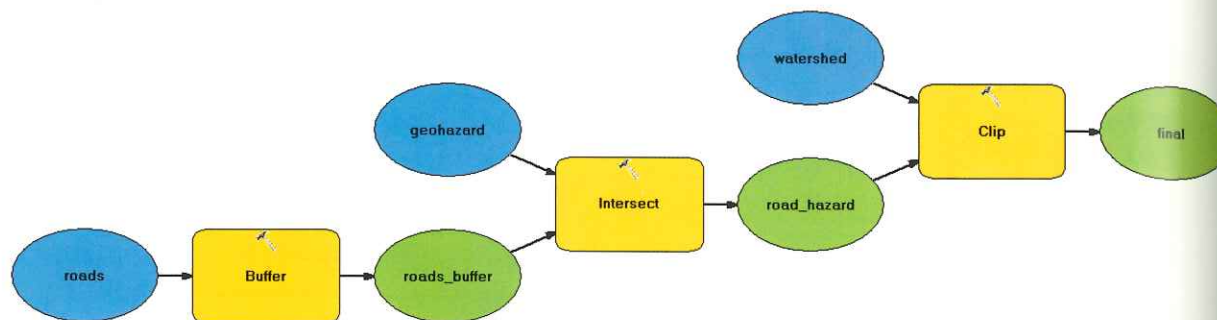 watershed
geohazard
Clip
final
Intersect
road_hazard
roads
Buffer
roads_buffer